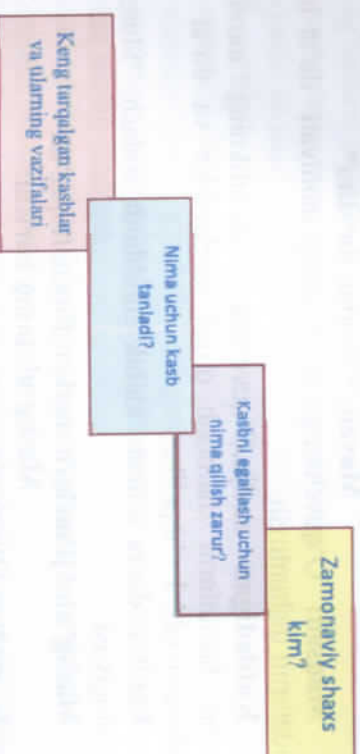 Zamonaviy shaxs
kim?
Kasbni egallash uchun
nima qilish zarur?
Nima uchun kasb
tanladi?
Keng tarqalgan kasblar
va ularning vazifalari